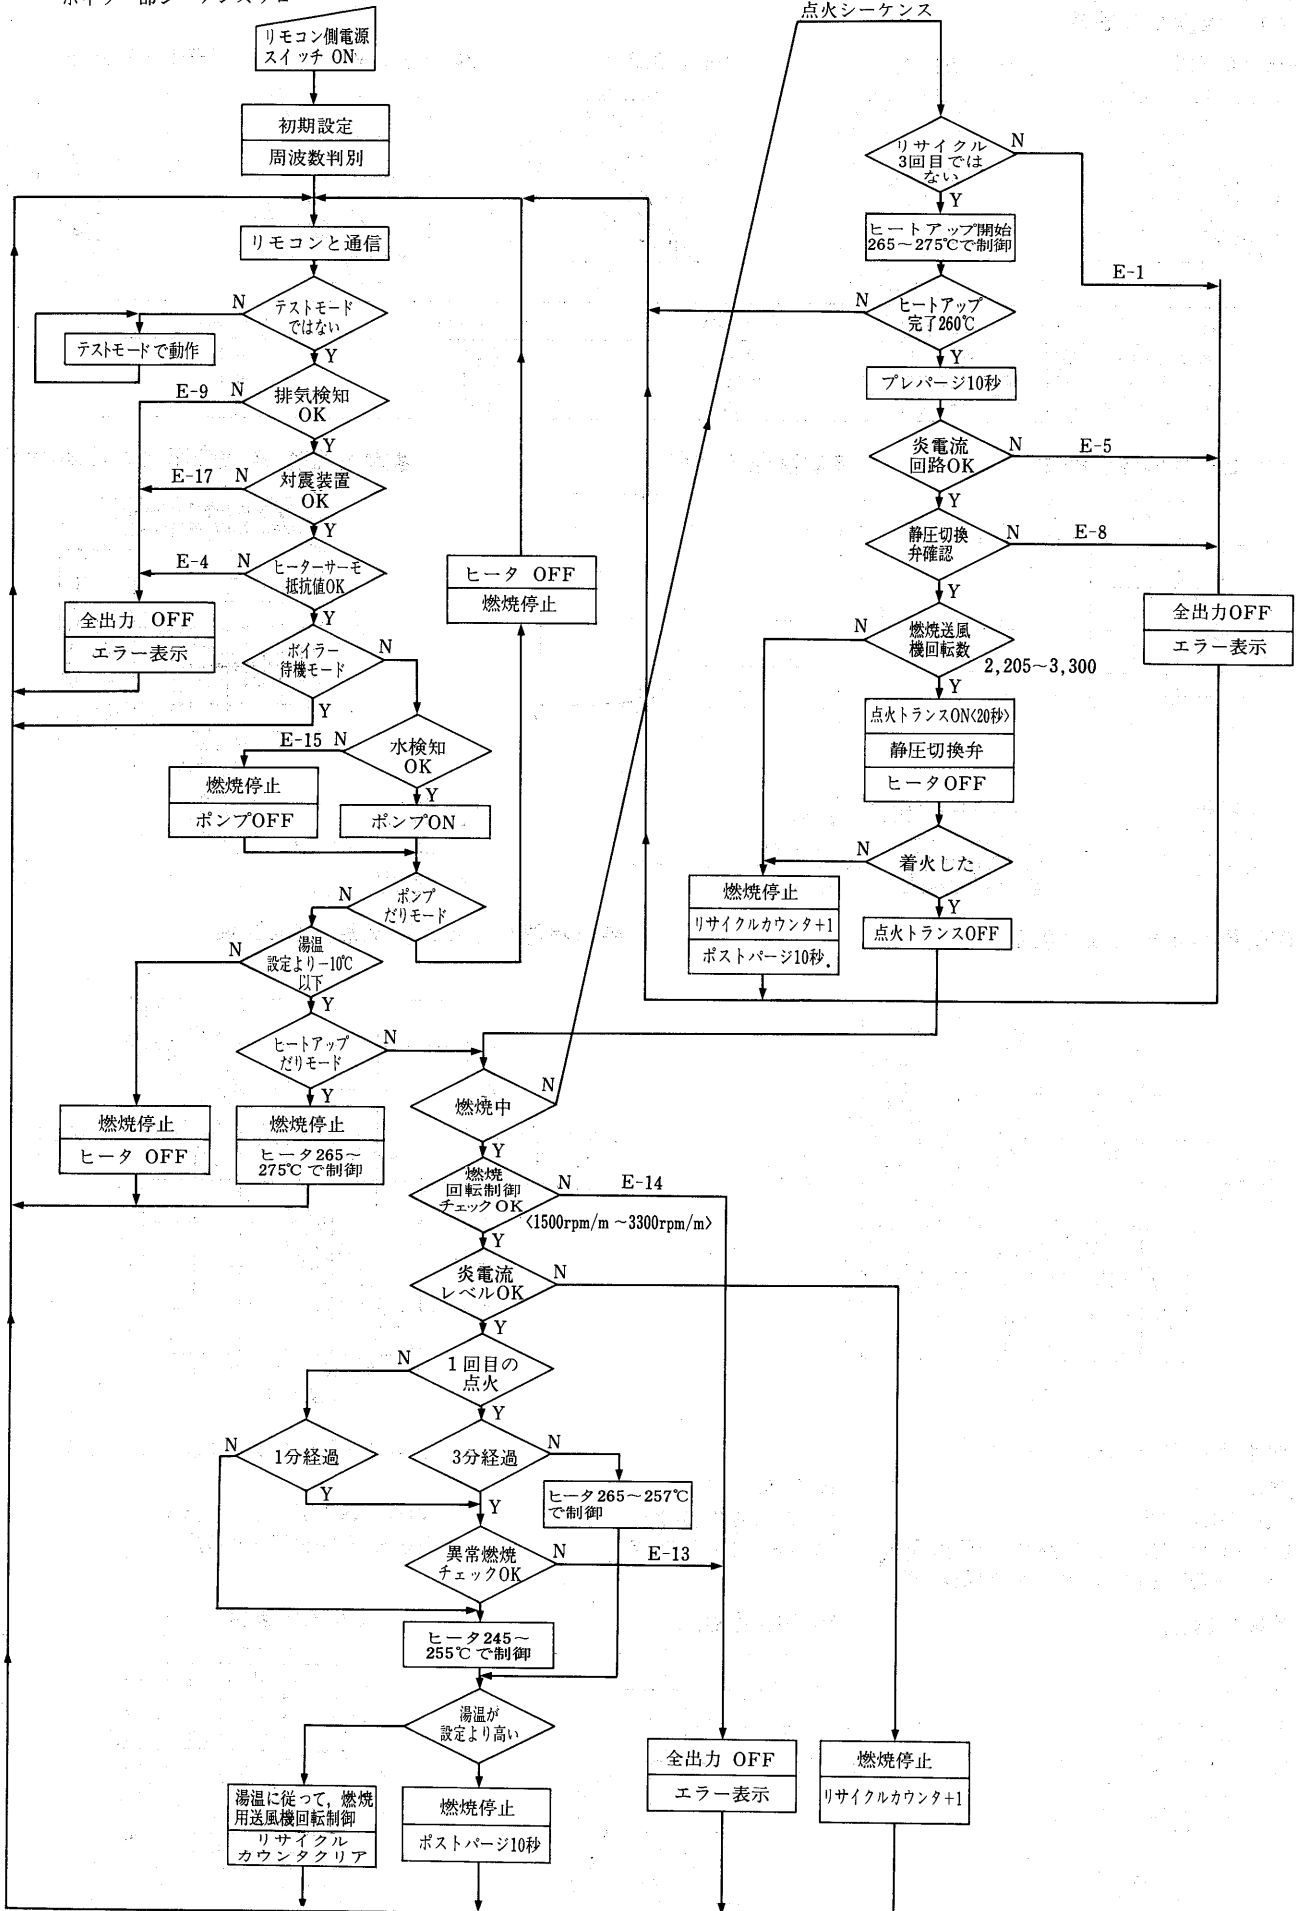 点火シーケンス
リモコン側電源
スイッチ ON
初期設定
周波数判別
リモコンと通信
テストモード
ではない
N
Y
テストモードで動作
排気検知
OK
E-9 N
Y
対震装置
OK
E-17 N
Y
ヒーターサーモ
抵抗値OK
E-4 N
Y
全出力 OFF
エラー表示
ボイラー
待機モード
N
Y
水検知
OK
E-15 N
Y
燃焼停止
ポンプOFF
ポンプON
ヒータ OFF
燃焼停止
ポンプ
だりモード
N
湯温
設定より−10℃
以下
N
Y
ヒートアップ
だりモード
N
Y
燃焼停止
ヒータ OFF
燃焼停止
ヒータ265~
275℃で制御
リサイクル
3回目では
ない
N
Y
E-1
ヒートアップ開始
265~275℃で制御
ヒートアップ
完了260℃
N
Y
プレパージ10秒
炎電流
回路OK
N E-5
Y
静圧切換
弁確認
N E-8
Y
全出力OFF
エラー表示
燃焼送風
機回転数
N
2,205~3,300
Y
点火トランスON〈20秒〉
静圧切換弁
ヒータOFF
着火した
N
Y
燃焼停止
リサイクルカウンタ+1
ポストパージ10秒.
点火トランスOFF
燃焼中
N
Y
燃焼
回転制御
チェックOK
N E-14
〈1500rpm/m ~3300rpm/m〉
Y
炎電流
レベルOK
N
Y
1回目の
点火
N
Y
1分経過
N
Y
3分経過
N
Y
ヒータ265~257℃
で制御
異常燃焼
チェックOK
N E-13
ヒータ245~
255℃で制御
湯温が
設定より高い
湯温に従って,燃焼
用送風機回転制御
リサイクル
カウンタクリア
燃焼停止
ポストパージ10秒
全出力 OFF
エラー表示
燃焼停止
リサイクルカウンタ+1